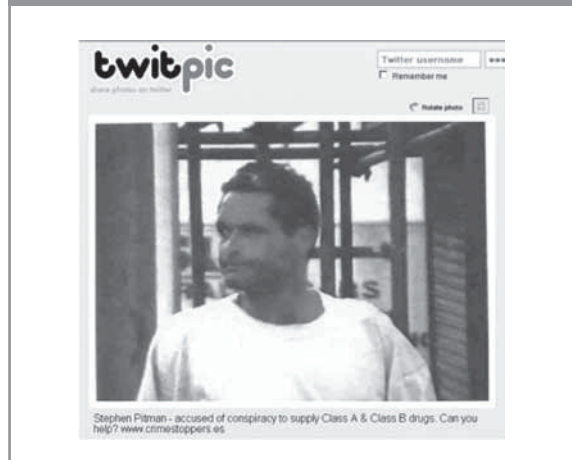 twitpic
share photos on twitter
Twitter username
Remember me
Rotate photo
S
Stephen Pitman - accused of conspiracy to supply Class A & Class B drugs. Can you
help? www.crimestoppers.es